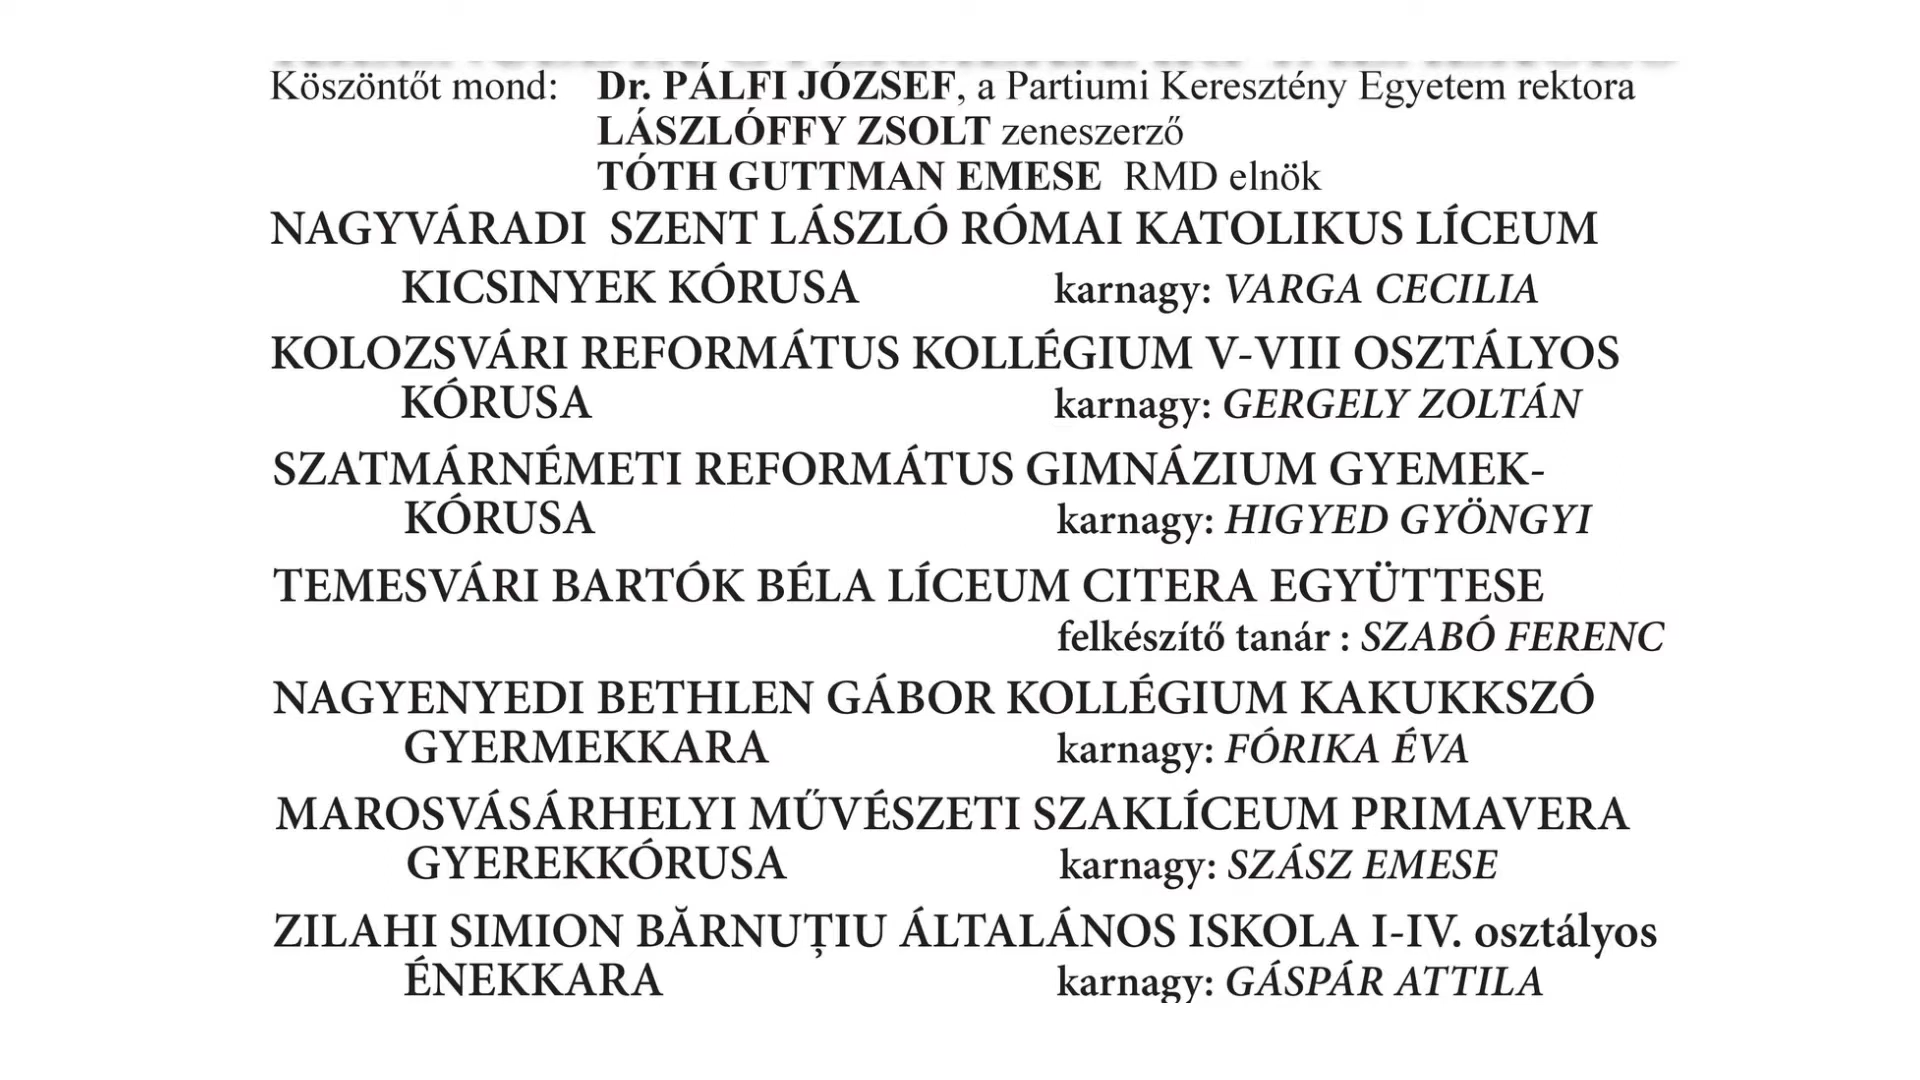 Köszöntőt mond: Dr. PÁLFI JÓZSEF, a Partiumi Keresztény Egyetem rektora
LÁSZLÓFFY ZSOLT zeneszerző
TÓTH GUTTMAN EMESE RMD elnök
NAGYVÁRADI SZENT LÁSZLÓ RÓMAI KATOLIKUS LÍCEUM
KICSINYEK KÓRUSA karnagy: VARGA CECILIA
KOLOZSVÁRI REFORMÁTUS KOLLÉGIUM V-VIII OSZTÁLYOS
KÓRUSA karnagy: GERGELY ZOLTÁN
SZATMÁRNÉMETI REFORMÁTUS GIMNÁZIUM GYEMEK-
KÓRUSA karnagy: HIGYED GYÖNGYI
TEMESVÁRI BARTÓK BÉLA LÍCEUM CITERA EGYÜTTESE
felkészítő tanár : SZABÓ FERENC
NAGYENYEDI BETHLEN GÁBOR KOLLÉGIUM KAKUKKSZÓ
GYERMEKKARA karnagy: FÓRIKA ÉVA
MAROSVÁSÁRHELYI MŰVÉSZETI SZAKLÍCEUM PRIMAVERA
GYEREKKÓRUSA karnagy: SZÁSZ EMESE
ZILAHI SIMION BĂRNUȚIU ÁLTALÁNOS ISKOLA I-IV. osztályos
ÉNEKKARA karnagy: GÁSPÁR ATTILA